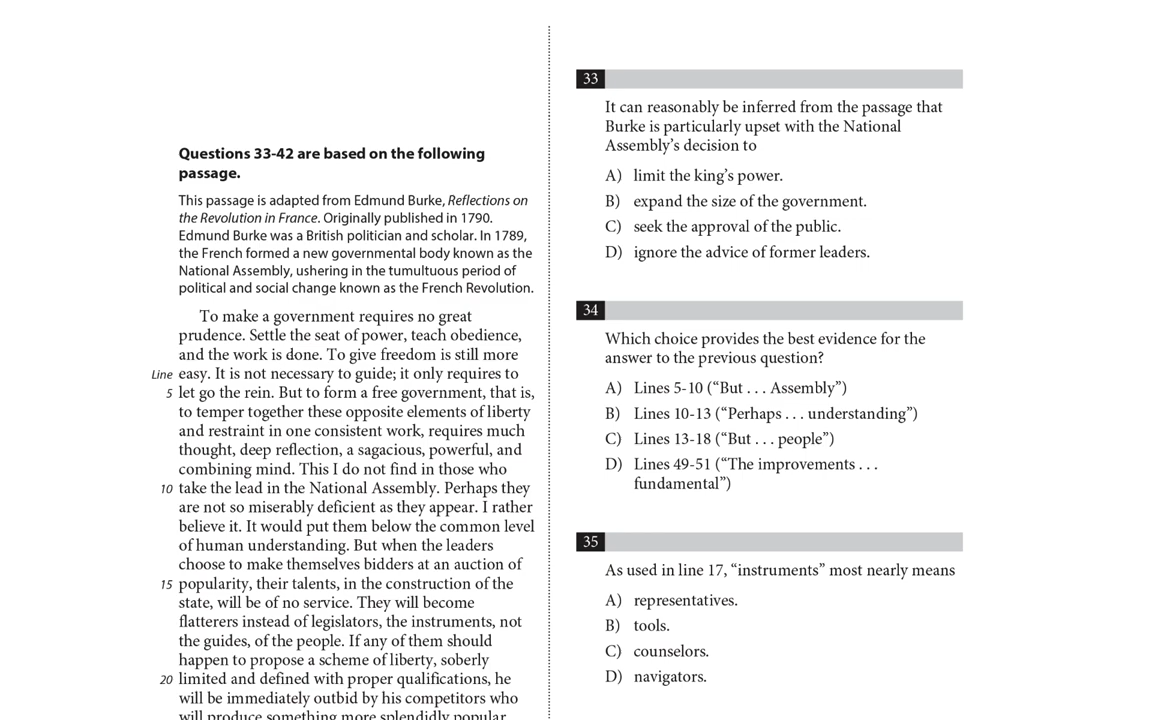 Questions 33-42 are based on the following
passage.
This passage is adapted from Edmund Burke, Reflections on
the Revolution in France. Originally published in 1790.
Edmund Burke was a British politician and scholar. In 1789,
the French formed a new governmental body known as the
National Assembly, ushering in the tumultuous period of
political and social change known as the French Revolution.
To make a government requires no great
prudence. Settle the seat of power, teach obedience,
and the work is done. To give freedom is still more
Line easy. It is not necessary to guide; it only requires to
5 let go the rein. But to form a free government, that is,
to temper together these opposite elements of liberty
and restraint in one consistent work, requires much
thought, deep reflection, a sagacious, powerful, and
combining mind. This I do not find in those who
10 take the lead in the National Assembly. Perhaps they
are not so miserably deficient as they appear. I rather
believe it. It would put them below the common level
of human understanding. But when the leaders
choose to make themselves bidders at an auction of
15 popularity, their talents, in the construction of the
state, will be of no service. They will become
flatterers instead of legislators, the instruments, not
the guides, of the people. If any of them should
happen to propose a scheme of liberty, soberly
20 limited and defined with proper qualifications, he
will be immediately outbid by his competitors who
will produce something more splendidly popular.
33
It can reasonably be inferred from the passage that
Burke is particularly upset with the National
Assembly’s decision to
A) limit the king’s power.
B) expand the size of the government.
C) seek the approval of the public.
D) ignore the advice of former leaders.
34
Which choice provides the best evidence for the
answer to the previous question?
A) Lines 5-10 (“But . . . Assembly”)
B) Lines 10-13 (“Perhaps . . . understanding”)
C) Lines 13-18 (“But . . . people”)
D) Lines 49-51 (“The improvements . . .
fundamental”)
35
As used in line 17, “instruments” most nearly means
A) representatives.
B) tools.
C) counselors.
D) navigators.